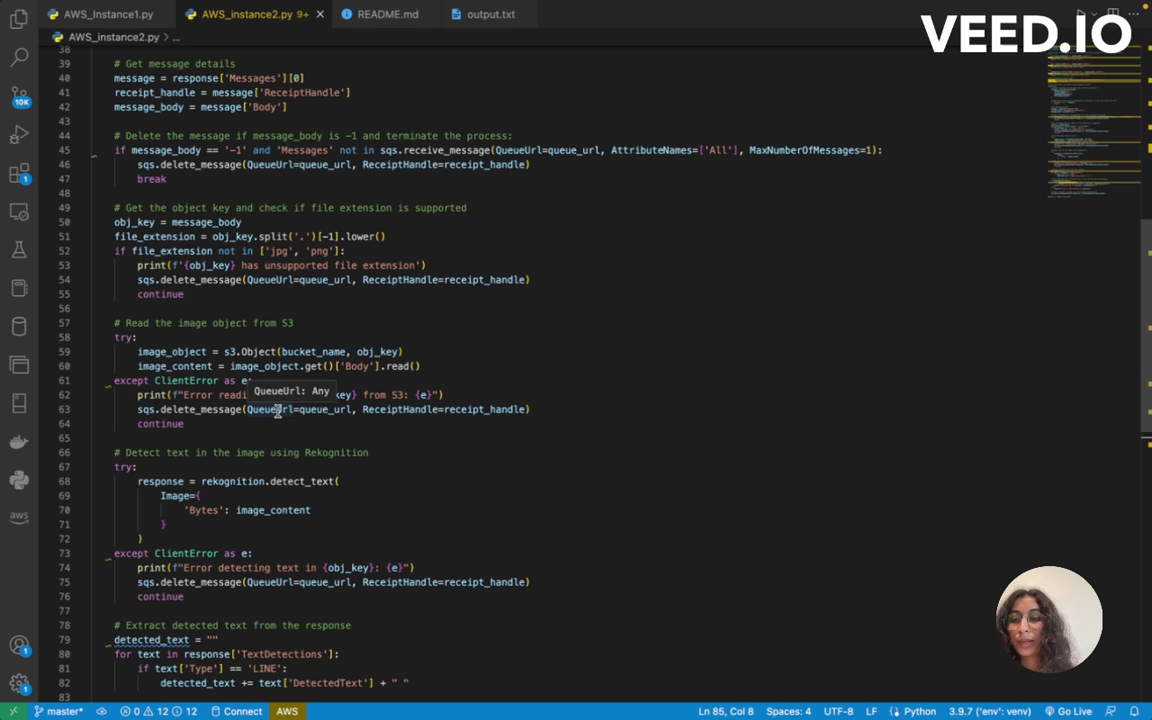 AWS_Instance1.py
AWS_instance2.py 9+
README.md
output.txt
VEED.IO
AWS_instance2.py > ...
38
39 # Get message details
40 message = response['Messages'][0]
41 receipt_handle = message['ReceiptHandle']
42 message_body = message['Body']
43
44 # Delete the message if message_body is -1 and terminate the process:
45 if message_body == '-1' and 'Messages' not in sqs.receive_message(QueueUrl=queue_url, AttributeNames=['All'], MaxNumberOfMessages=1):
46 sqs.delete_message(QueueUrl=queue_url, ReceiptHandle=receipt_handle)
47 break
48
49 # Get the object key and check if file extension is supported
50 obj_key = message_body
51 file_extension = obj_key.split('.')[-1].lower()
52 if file_extension not in ['jpg', 'png']:
53 print(f'{obj_key} has unsupported file extension')
54 sqs.delete_message(QueueUrl=queue_url, ReceiptHandle=receipt_handle)
55 continue
56
57 # Read the image object from S3
58 try:
59 image_object = s3.Object(bucket_name, obj_key)
60 image_content = image_object.get()['Body'].read()
61 except ClientError as e:
QueueUrl: Any
62 print(f"Error readi key} from S3: {e}")
63 sqs.delete_message(QueueUrl=queue_url, ReceiptHandle=receipt_handle)
64 continue
65
66 # Detect text in the image using Rekognition
67 try:
68 response = rekognition.detect_text(
69 Image={
70 'Bytes': image_content
71 }
72 )
73 except ClientError as e:
74 print(f"Error detecting text in {obj_key}: {e}")
75 sqs.delete_message(QueueUrl=queue_url, ReceiptHandle=receipt_handle)
76 continue
77
78 # Extract detected text from the response
79 detected_text = ""
80 for text in response['TextDetections']:
81 if text['Type'] == 'LINE':
82 detected_text += text['DetectedText'] + " "
83
10K
1
1
aws
1
1
master* 0 12 12 Connect AWS Ln 85, Col 8 Spaces: 4 UTF-8 LF Python 3.9.7 ('env': venv) Go Live